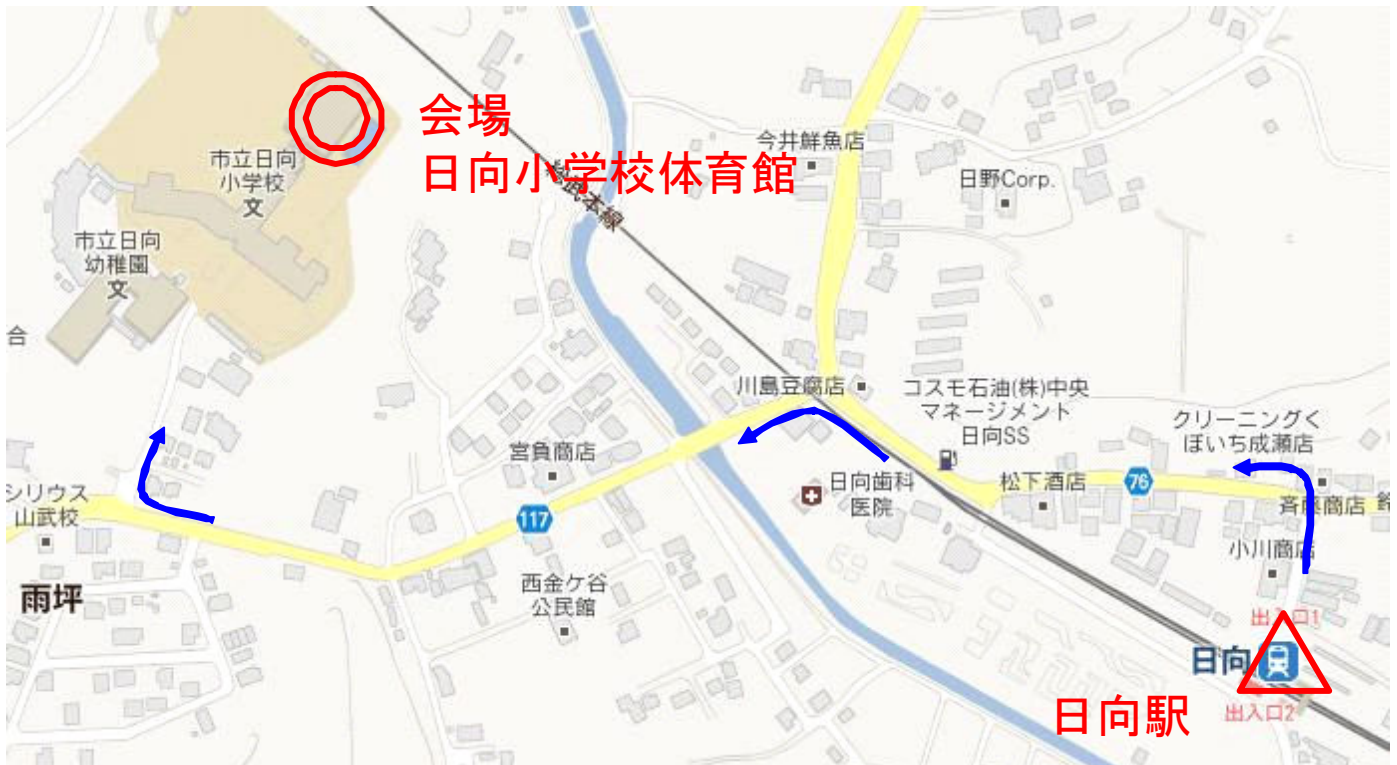 会場
日向小学校体育館
市立日向
小学校
文
市立日向
幼稚園
文
合
総武本線
今井鮮魚店
日野Corp.
川島豆腐店
コスモ石油(株)中央
マネージメント
日向SS
クリーニングく
ぼいち成瀬店
宮負商店
日向歯科
医院
松下酒店
76
斉藤商店
鈴
シリウス
山武校
117
小川商店
雨坪
西金ケ谷
公民館
出入口1
日向
日向駅
出入口2